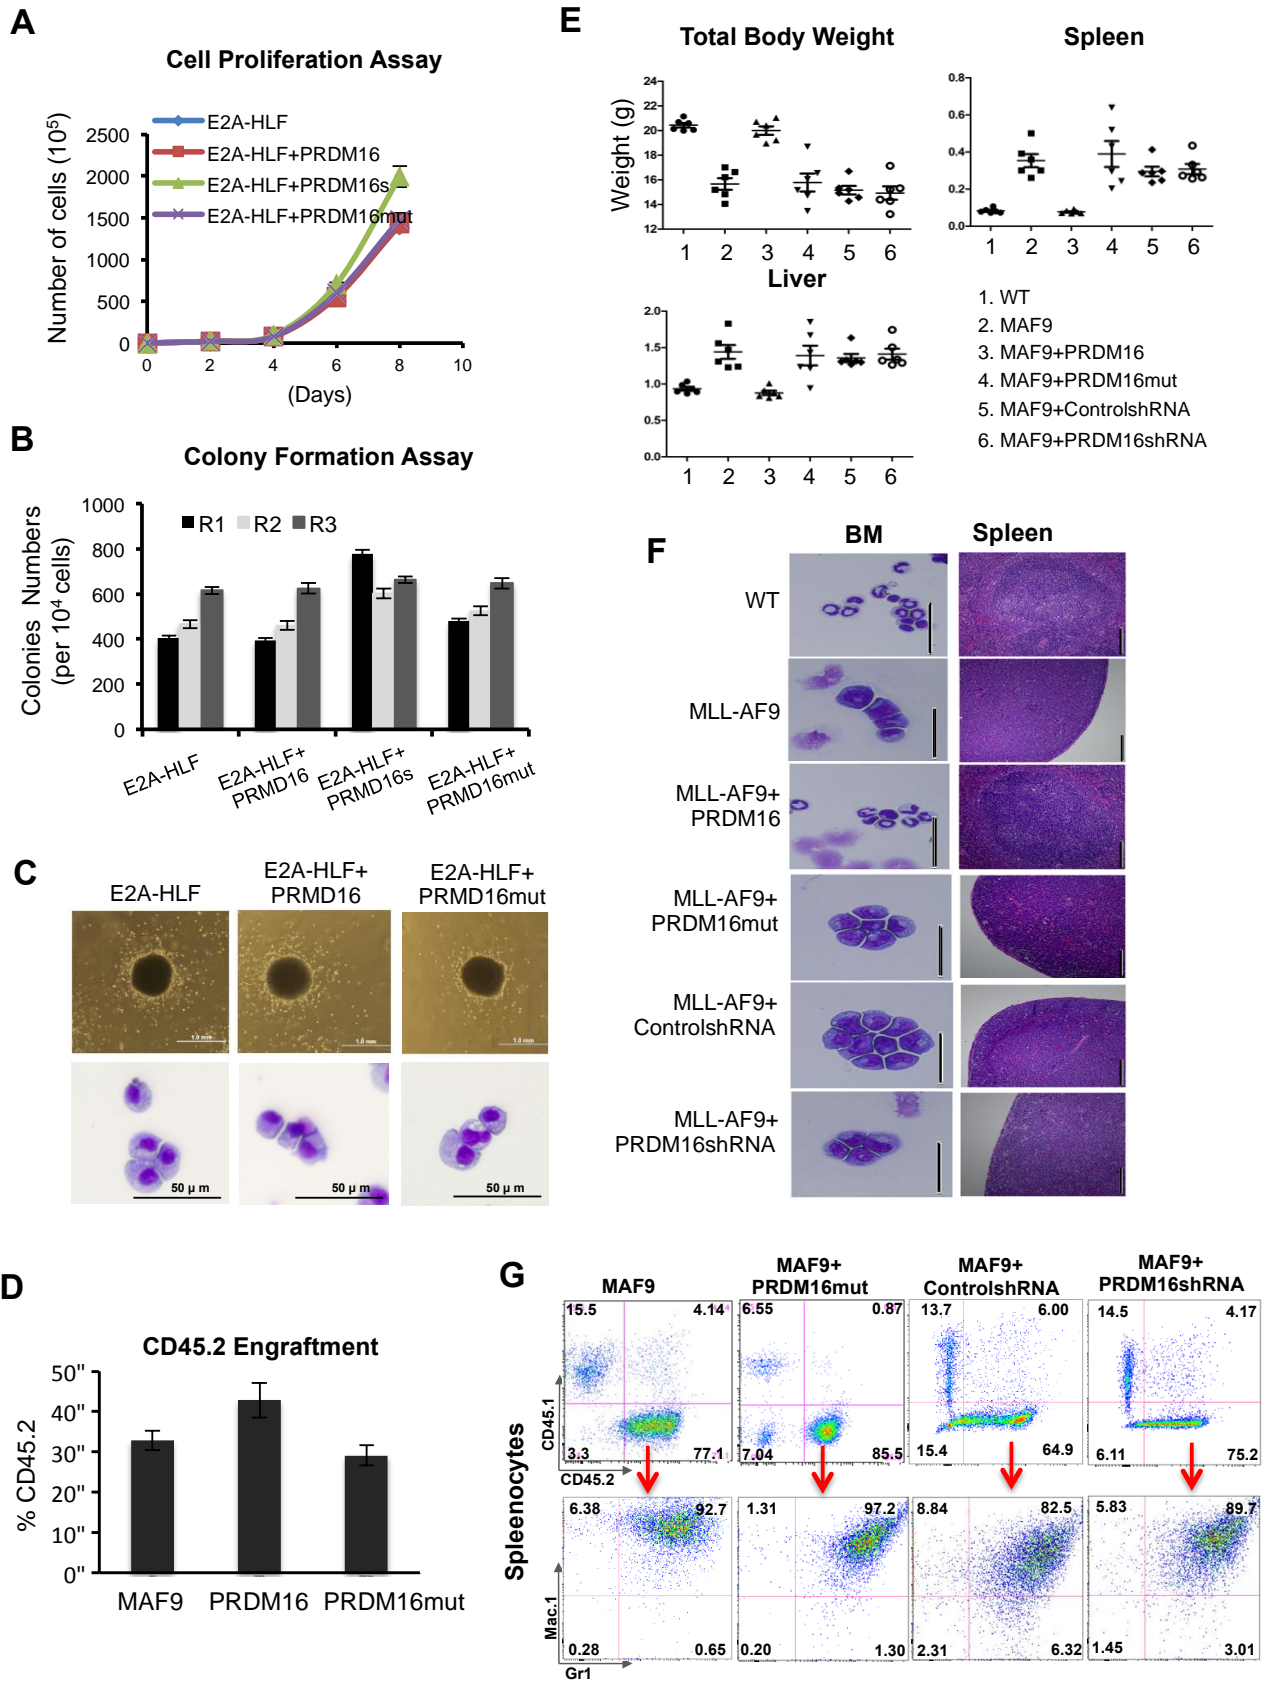 A
Cell Proliferation Assay
Number of cells (10⁵)
2500
2000
1500
1000
500
0
E2A-HLF
E2A-HLF+PRDM16
E2A-HLF+PRDM16s
E2A-HLF+PRDM16mut
0 2 4 6 8 10
(Days)
B
Colony Formation Assay
Colonies Numbers
(per 10⁴ cells)
1000
800
600
400
200
0
R1 R2 R3
E2A-HLF
E2A-HLF+
PRMD16
E2A-HLF+
PRMD16s
E2A-HLF+
PRMD16mut
C
E2A-HLF
E2A-HLF+
PRMD16
E2A-HLF+
PRMD16mut
1.0 mm
1.0 mm
1.0 mm
50 µ m
50 µ m
50 µ m
D
CD45.2 Engraftment
% CD45.2
50"
40"
30"
20"
10"
0"
MAF9 PRDM16 PRDM16mut
E
Total Body Weight
Weight (g)
24
22
20
18
16
14
12
1 2 3 4 5 6
Spleen
0.8
0.6
0.4
0.2
0.0
1 2 3 4 5 6
Liver
2.0
1.5
1.0
0.5
0.0
1 2 3 4 5 6
1. WT
2. MAF9
3. MAF9+PRDM16
4. MAF9+PRDM16mut
5. MAF9+ControlshRNA
6. MAF9+PRDM16shRNA
F
BM Spleen
WT
MLL-AF9
MLL-AF9+
PRDM16
MLL-AF9+
PRDM16mut
MLL-AF9+
ControlshRNA
MLL-AF9+
PRDM16shRNA
G
MAF9
MAF9+
PRDM16mut
MAF9+
ControlshRNA
MAF9+
PRDM16shRNA
Spleenocytes
CD45.1
CD45.2
15.5 4.14
3.3 77.1
6.55 0.87
7.04 85.5
13.7 6.00
15.4 64.9
14.5 4.17
6.11 75.2
Mac.1
Gr1
6.38 92.7
0.28 0.65
1.31 97.2
0.20 1.30
8.84 82.5
2.31 6.32
5.83 89.7
1.45 3.01